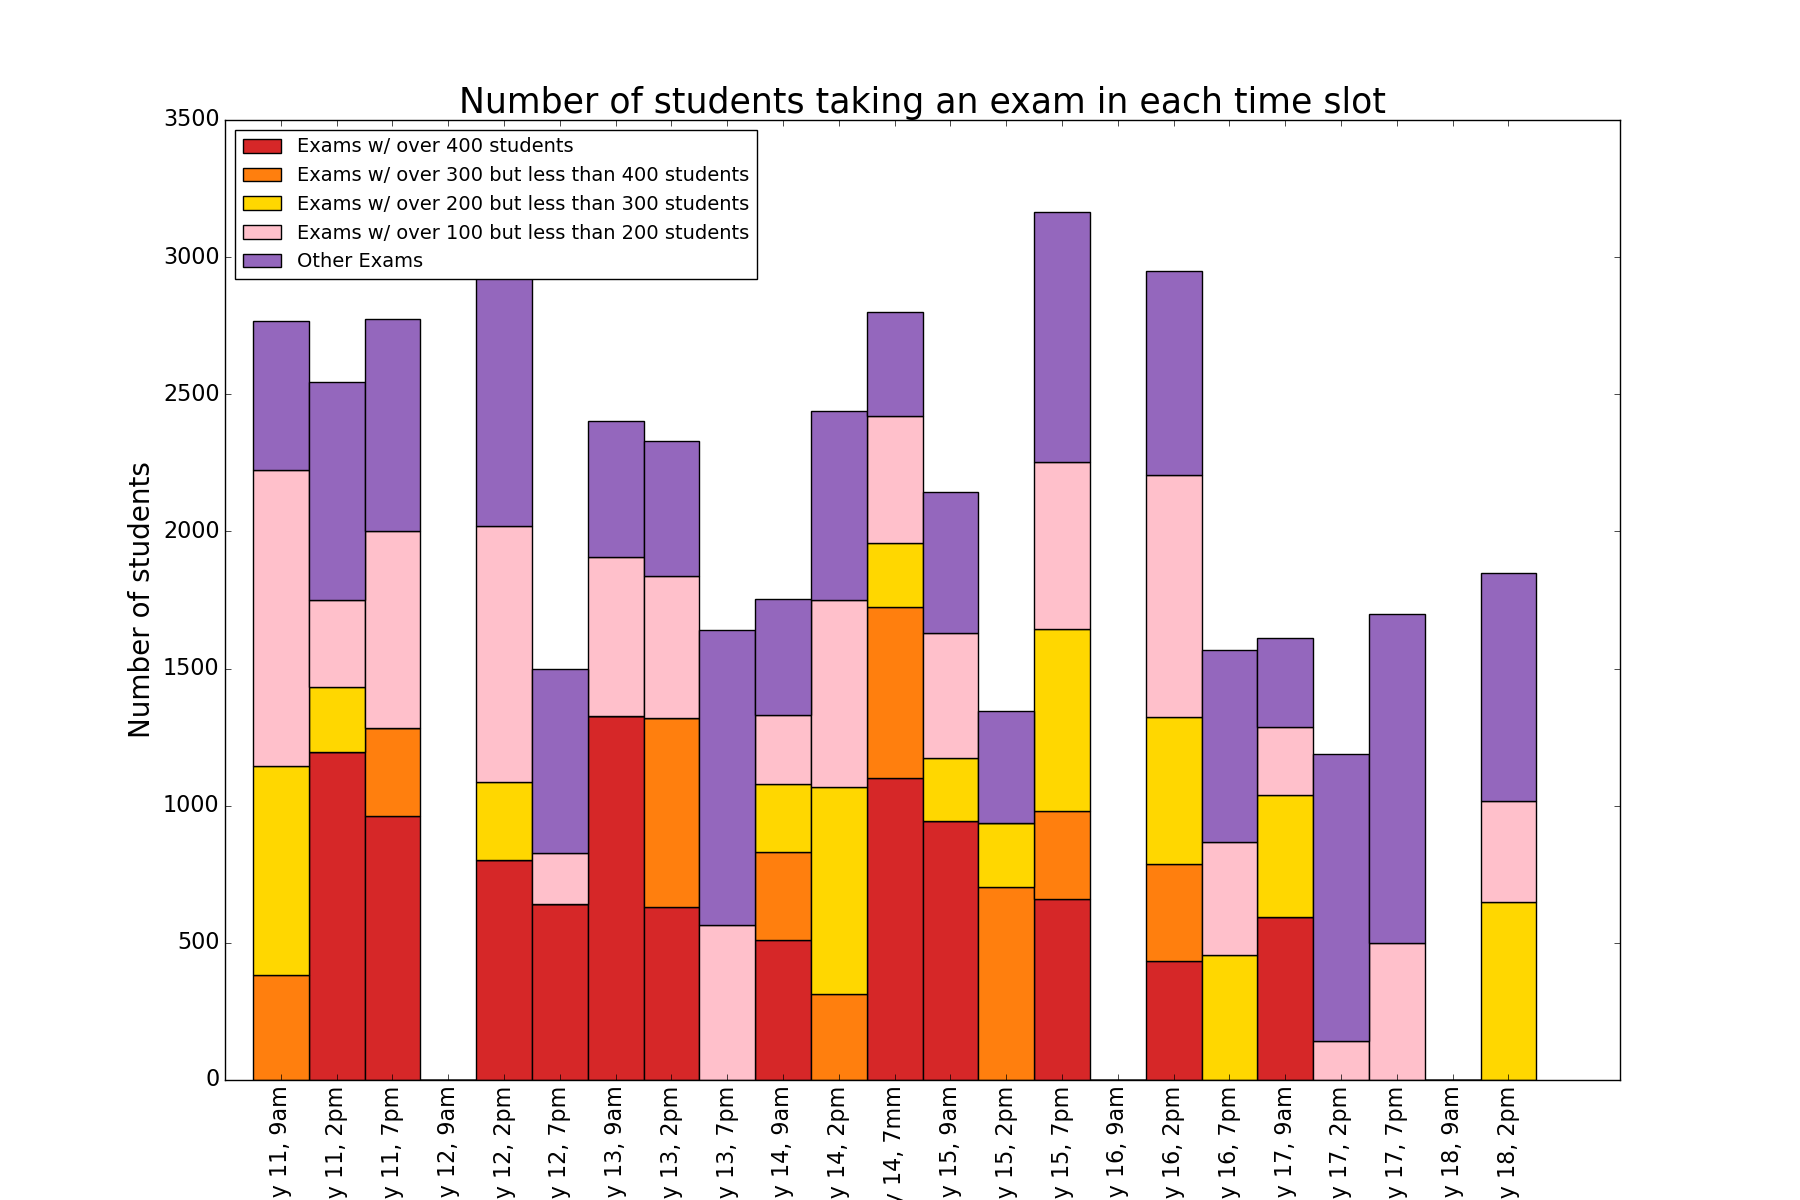 Number of students taking an exam in each time slot
Exams w/ over 400 students
Exams w/ over 300 but less than 400 students
Exams w/ over 200 but less than 300 students
Exams w/ over 100 but less than 200 students
Other Exams
Number of students
3500
3000
2500
2000
1500
1000
500
0
y 11, 9am
y 11, 2pm
y 11, 7pm
y 12, 9am
y 12, 2pm
y 12, 7pm
y 13, 9am
y 13, 2pm
y 13, 7pm
y 14, 9am
y 14, 2pm
y 14, 7mm
y 15, 9am
y 15, 2pm
y 15, 7pm
y 16, 9am
y 16, 2pm
y 16, 7pm
y 17, 9am
y 17, 2pm
y 17, 7pm
y 18, 9am
y 18, 2pm